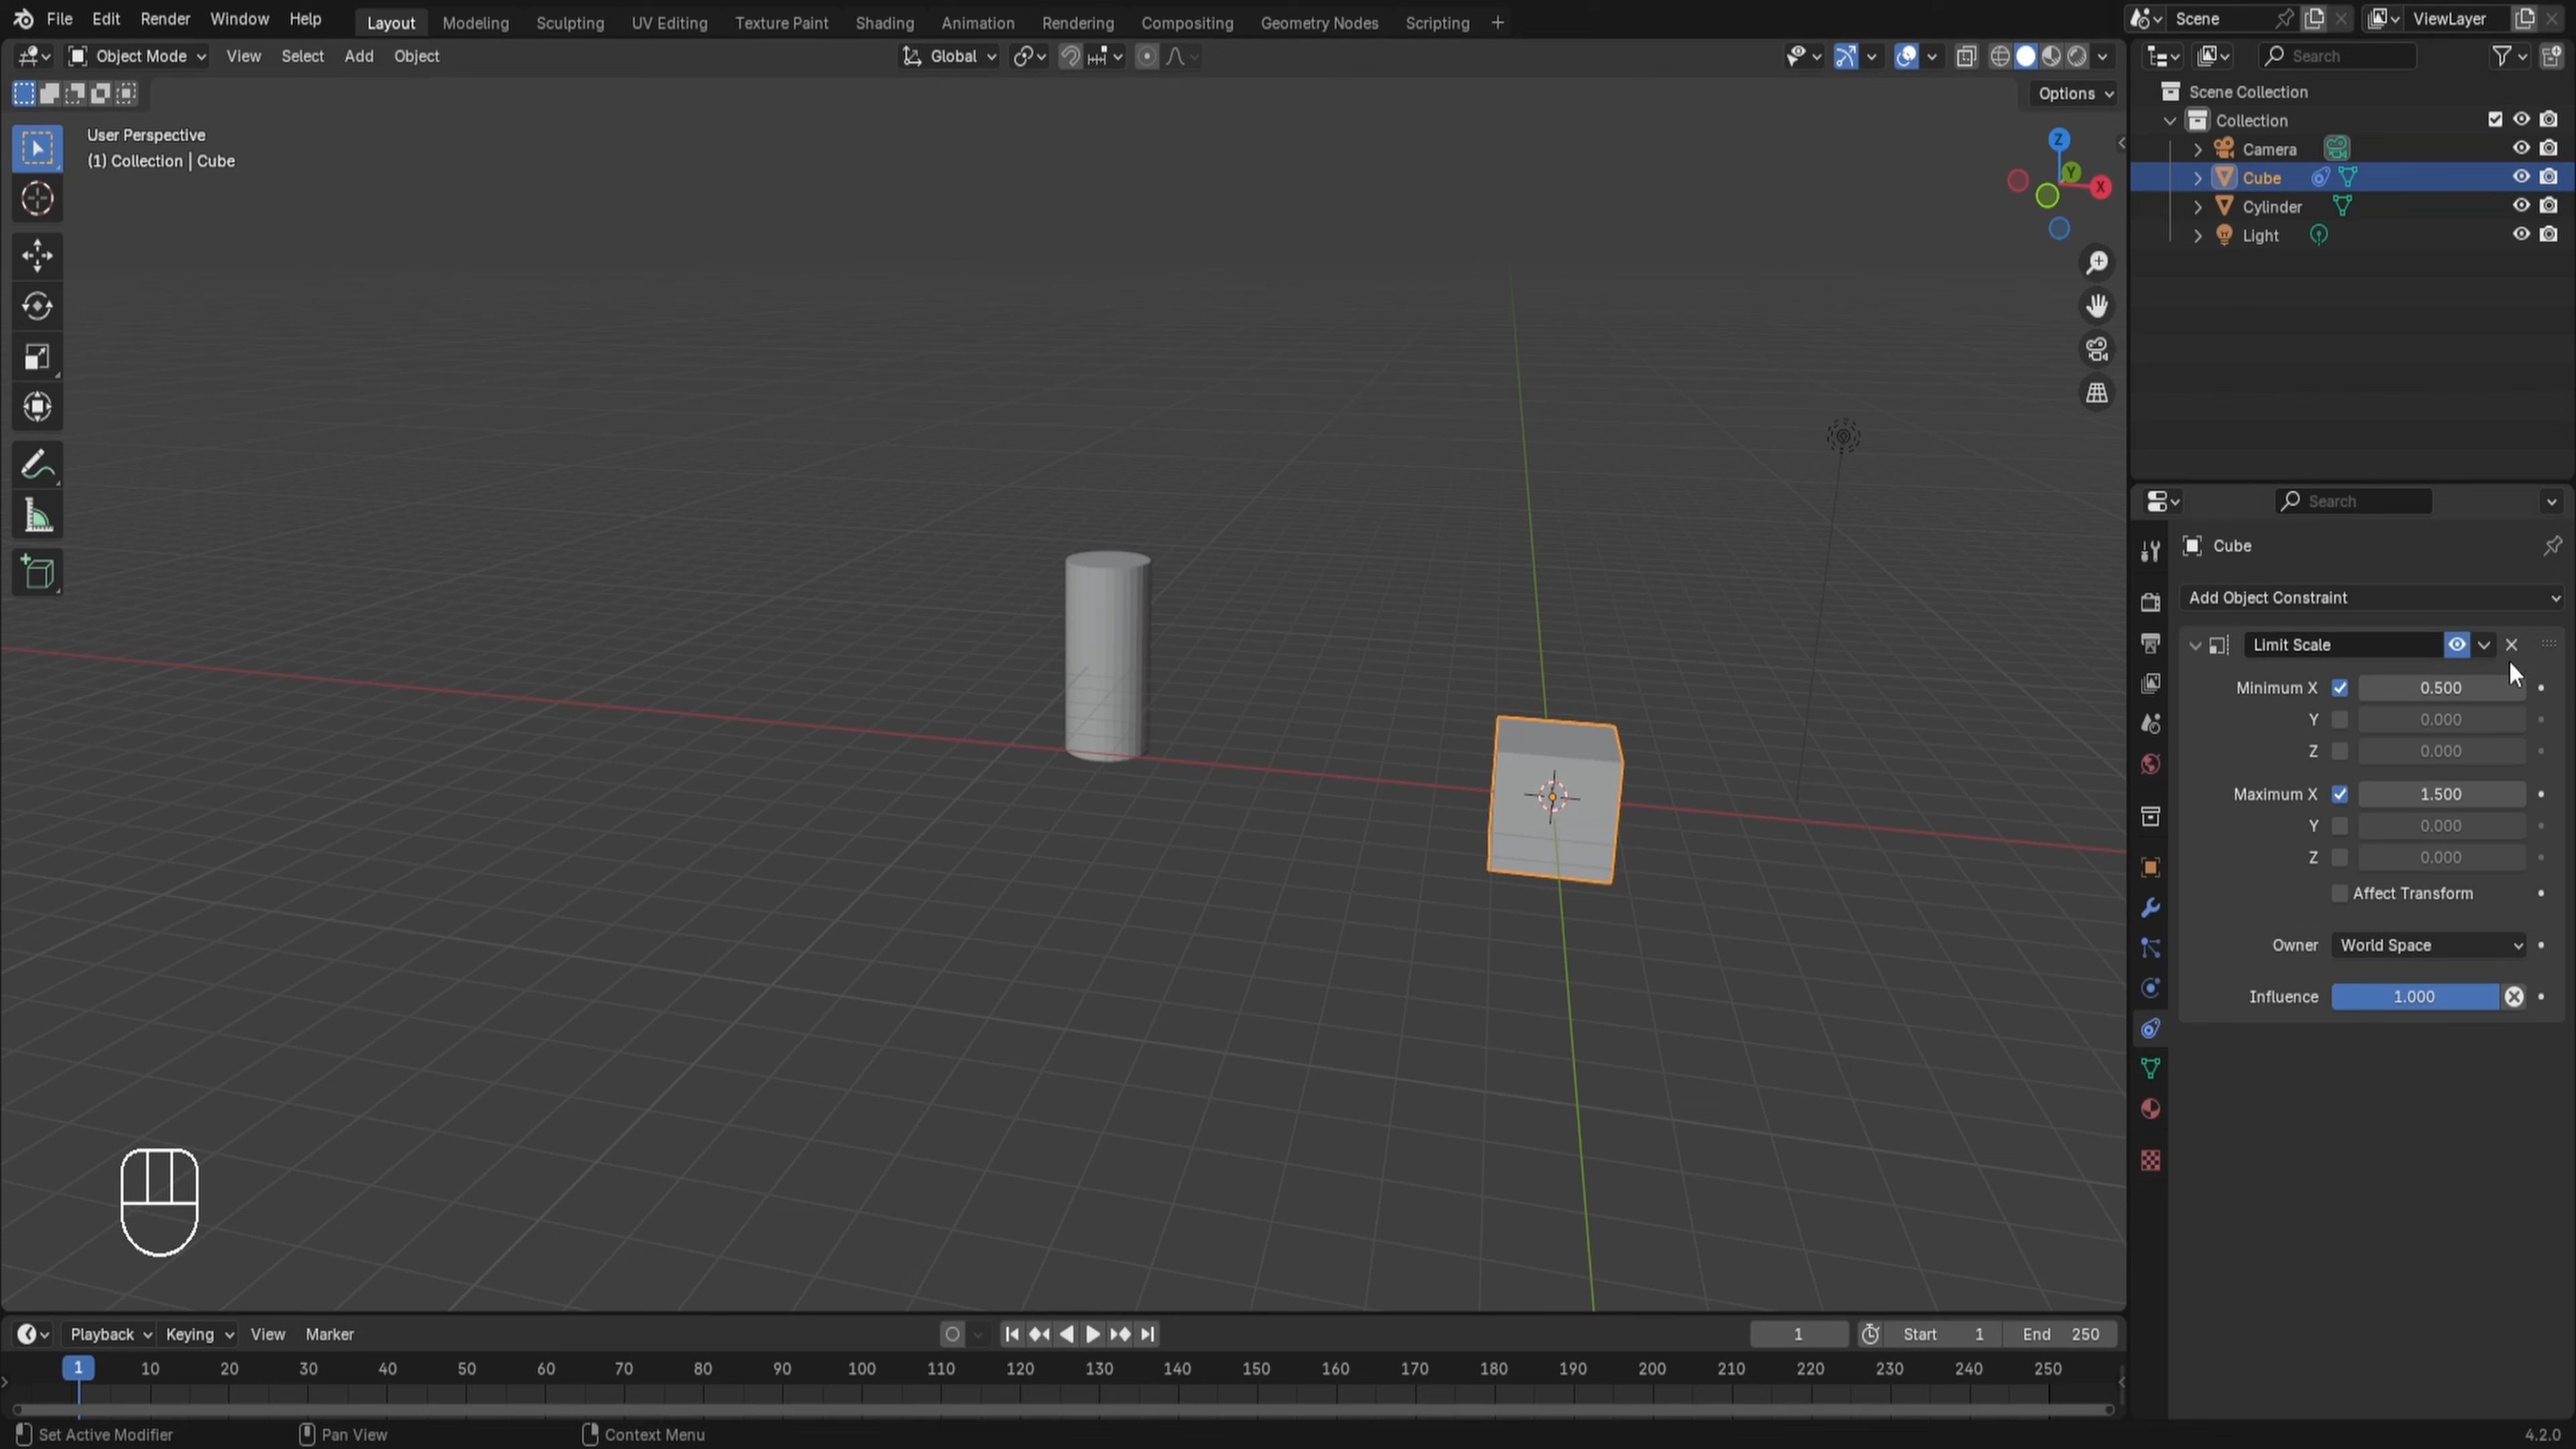 File Edit Render Window Help Layout Modeling Sculpting UV Editing Texture Paint Shading Animation Rendering Compositing Geometry Nodes Scripting + Scene ViewLayer
Object Mode View Select Add Object Global Search
Options
User Perspective
(1) Collection | Cube
Z
Y
X
Scene Collection
Collection
Camera
Cube
Cylinder
Light
Search
Cube
Add Object Constraint
Limit Scale
Minimum X 0.500
Y 0.000
Z 0.000
Maximum X 1.500
Y 0.000
Z 0.000
Affect Transform
Owner World Space
Influence 1.000
Playback Keying View Marker 1 Start 1 End 250
1 10 20 30 40 50 60 70 80 90 100 110 120 130 140 150 160 170 180 190 200 210 220 230 240 250
Set Active Modifier Pan View Context Menu 4.2.0